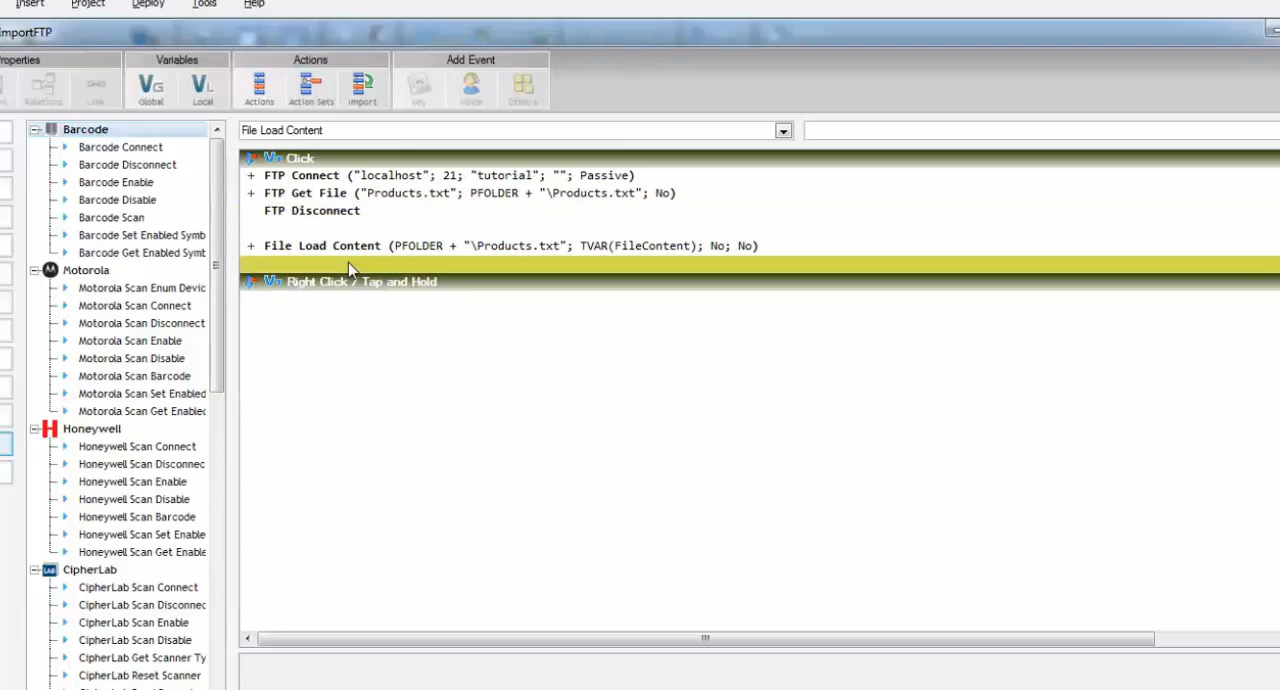 Insert Project Deploy Tools Help
ImportFTP
Properties Variables Actions Add Event
Relations Link Global Local Actions Action Sets Import Key Others
File Load Content
Barcode
Barcode Connect
Barcode Disconnect
Barcode Enable
Barcode Disable
Barcode Scan
Barcode Set Enabled Symb
Barcode Get Enabled Symb
Motorola
Motorola Scan Enum Devic
Motorola Scan Connect
Motorola Scan Disconnect
Motorola Scan Enable
Motorola Scan Disable
Motorola Scan Barcode
Motorola Scan Set Enabled
Motorola Scan Get Enabled
Honeywell
Honeywell Scan Connect
Honeywell Scan Disconnec
Honeywell Scan Enable
Honeywell Scan Disable
Honeywell Scan Barcode
Honeywell Scan Set Enable
Honeywell Scan Get Enable
CipherLab
CipherLab Scan Connect
CipherLab Scan Disconnec
CipherLab Scan Enable
CipherLab Scan Disable
CipherLab Get Scanner Ty
CipherLab Reset Scanner
Click
+ FTP Connect ("localhost"; 21; "tutorial"; ""; Passive)
+ FTP Get File ("Products.txt"; PFOLDER + "\Products.txt"; No)
FTP Disconnect
+ File Load Content (PFOLDER + "\Products.txt"; TVAR(FileContent); No; No)
Right Click / Tap and Hold